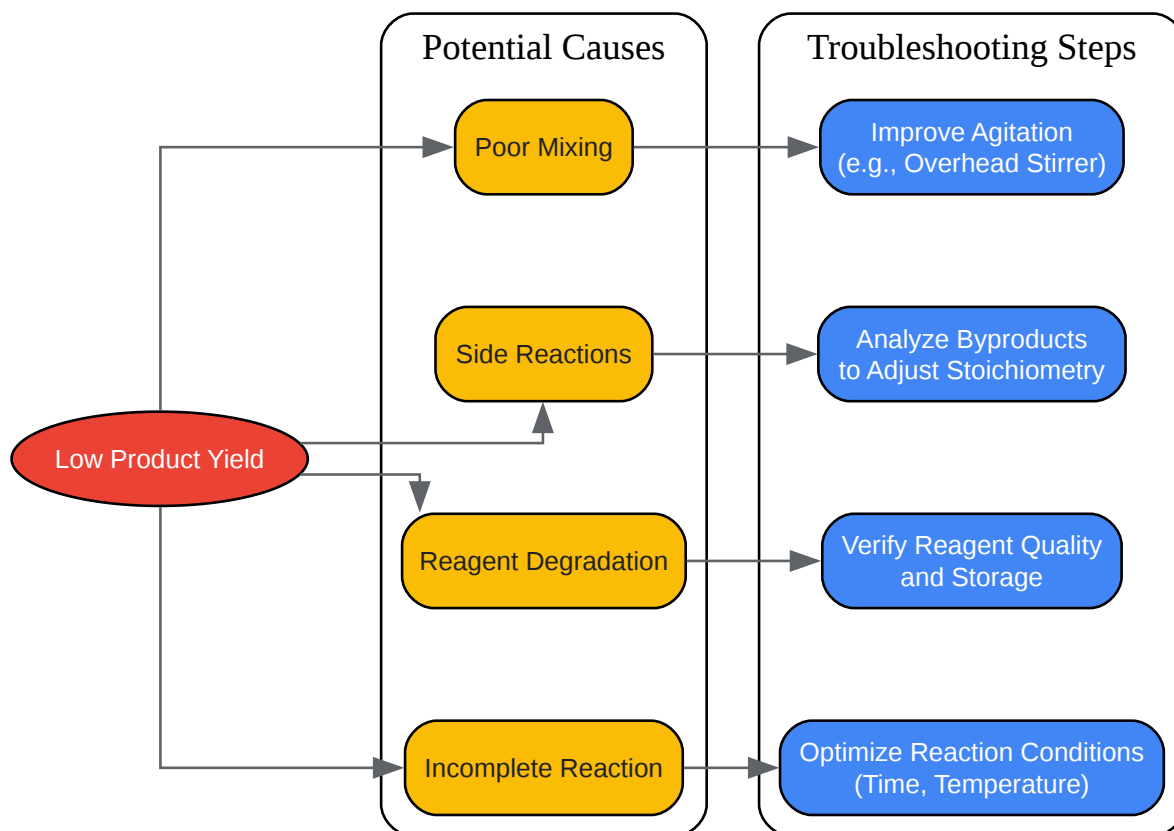 Potential Causes
Troubleshooting Steps
Poor Mixing
Improve Agitation
(e.g., Overhead Stirrer)
Side Reactions
Analyze Byproducts
to Adjust Stoichiometry
Low Product Yield
Reagent Degradation
Verify Reagent Quality
and Storage
Incomplete Reaction
Optimize Reaction Conditions
(Time, Temperature)